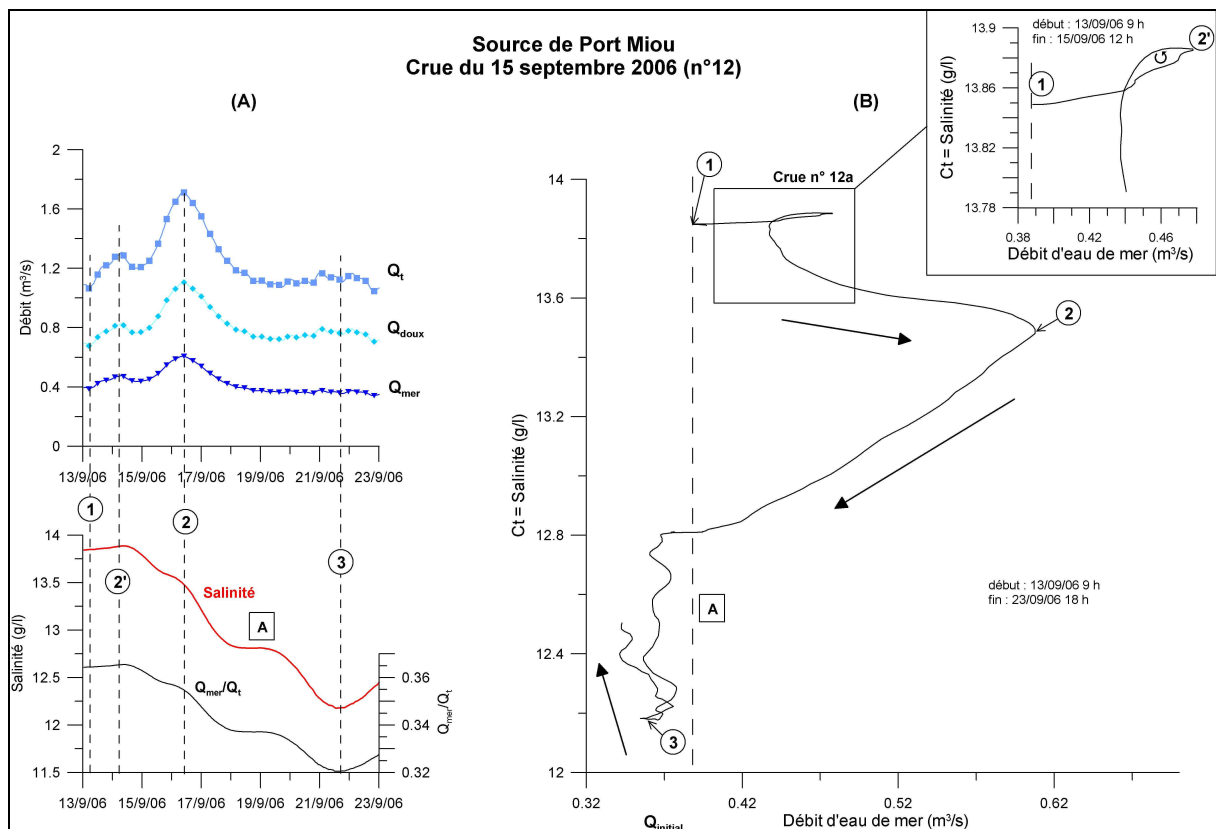 Source de Port Miou
Crue du 15 septembre 2006 (n°12)
(A)
Débit (m³/s)
2
1.6
1.2
0.8
0.4
0
Qt
Qdoux
Qmer
13/9/06 15/9/06 17/9/06 19/9/06 21/9/06 23/9/06
1
2'
2
3
Salinité (g/l)
14
13.5
13
12.5
12
11.5
Salinité
A
Qmer/Qt
0.36
0.34
0.32
Qmer/Qt
13/9/06 15/9/06 17/9/06 19/9/06 21/9/06 23/9/06
(B)
Ct = Salinité (g/l)
14
13.6
13.2
12.8
12.4
12
1
Crue n° 12a
2
A
3
début : 13/09/06 9 h
fin : 23/09/06 18 h
0.32 0.42 0.52 0.62
Qinitial
Débit d'eau de mer (m³/s)
début : 13/09/06 9 h
fin : 15/09/06 12 h
Ct = Salinité (g/l)
13.9
13.86
13.82
13.78
1
2'
0.38 0.42 0.46
Débit d'eau de mer (m³/s)